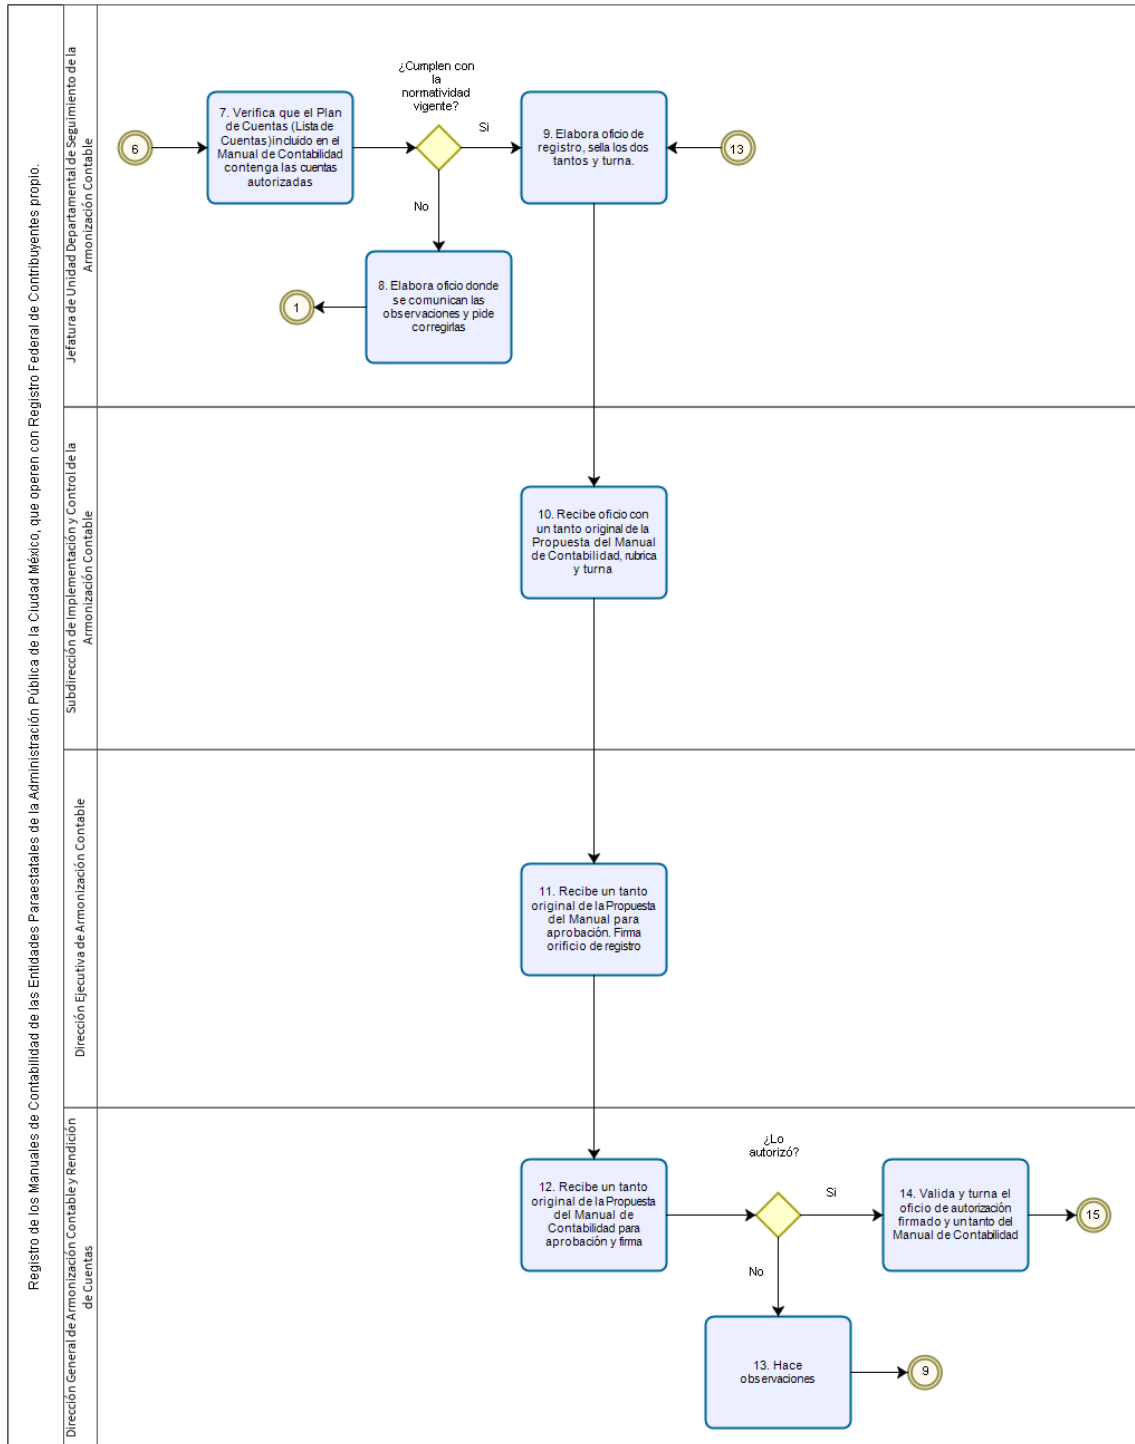 Registro de los Manuales de Contabilidad de las Entidades Paraestatales de la Administración Pública de la Ciudad México, que operen con Registro Federal de Contribuyentes propio.
Jefatura de Unidad Departamental de Seguimiento de la
Armonización Contable
6
7. Verifica que el Plan
de Cuentas (Lista de
Cuentas)incluido en el
Manual de Contabilidad
contenga las cuentas
autorizadas
¿Cumplen con
la
normatividad
vigente?
Si
No
9. Elabora oficio de
registro, sella los dos
tantos y turna.
13
8. Elabora oficio donde
se comunican las
observaciones y pide
corregirlas
1
Subdirección de Implementación y Control de la
Armonización Contable
10. Recibe oficio con
un tanto original de la
Propuesta del Manual
de Contabilidad, rubrica
y turna
Dirección Ejecutiva de Armonización Contable
11. Recibe un tanto
original de la Propuesta
del Manual para
aprobación. Firma
orificio de registro
Dirección General de Armonización Contable y Rendición
de Cuentas
12. Recibe un tanto
original de la Propuesta
del Manual de
Contabilidad para
aprobación y firma
¿Lo
autorizó?
Si
No
14. Valida y turna el
oficio de autorización
firmado y un tanto del
Manual de Contabilidad
15
13. Hace
observaciones
9